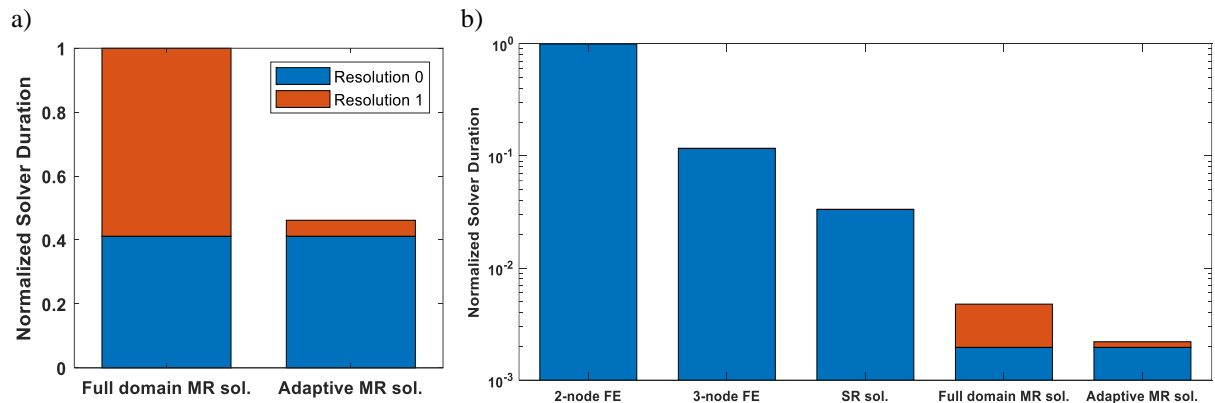 a)
Normalized Solver Duration
1
0.8
0.6
0.4
0.2
0
Resolution 0
Resolution 1
Full domain MR sol.
Adaptive MR sol.
b)
Normalized Solver Duration
10^0
10^-1
10^-2
10^-3
2-node FE
3-node FE
SR sol.
Full domain MR sol.
Adaptive MR sol.